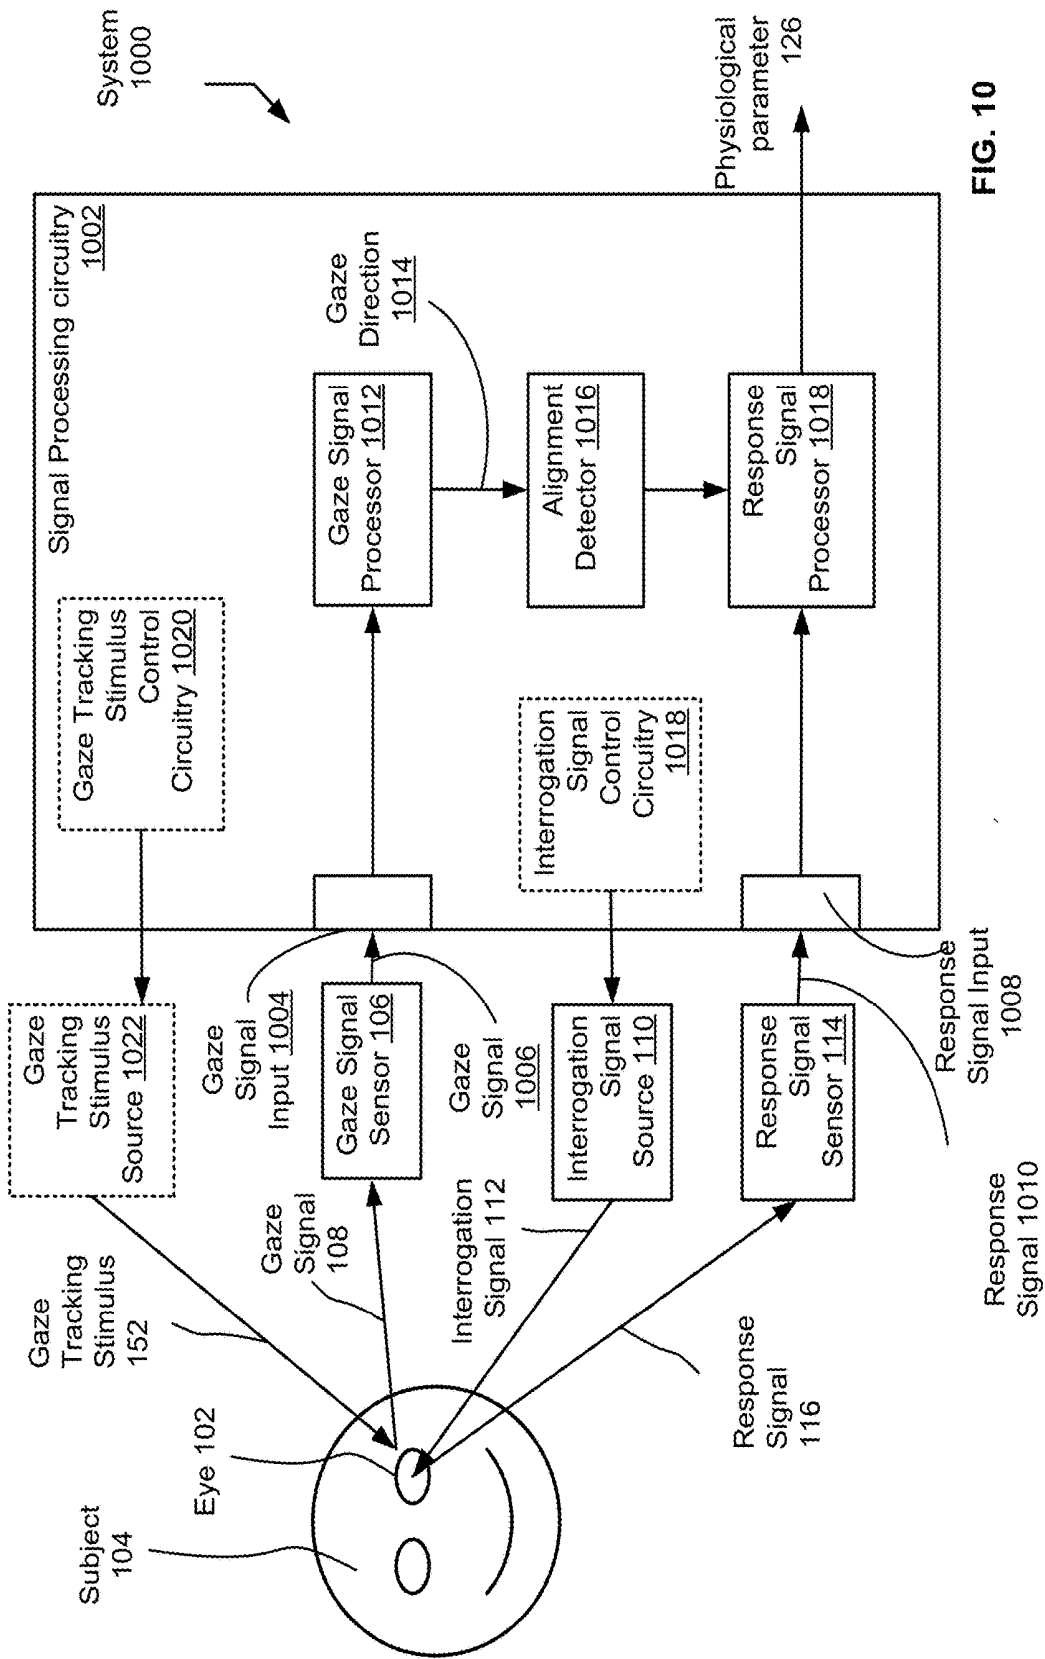 System
1000
Signal Processing circuitry
1002
Gaze Tracking
Stimulus
Control
Circuitry 1020
Gaze
Tracking
Stimulus
Source 1022
Gaze
Tracking
Stimulus
152
Subject
104
Eye 102
Gaze
Signal
108
Gaze
Signal
Input 1004
Gaze Signal
Sensor 106
Gaze
Signal
1006
Gaze Signal
Processor 1012
Gaze
Direction
1014
Alignment
Detector 1016
Interrogation
Signal
Control
Circuitry
1018
Interrogation
Signal
Source 110
Interrogation
Signal 112
Response
Signal
Processor 1018
Physiological
parameter
126
Response
Signal
Sensor 114
Response
Signal
116
Response
Signal Input
1008
Response
Signal 1010
FIG. 10